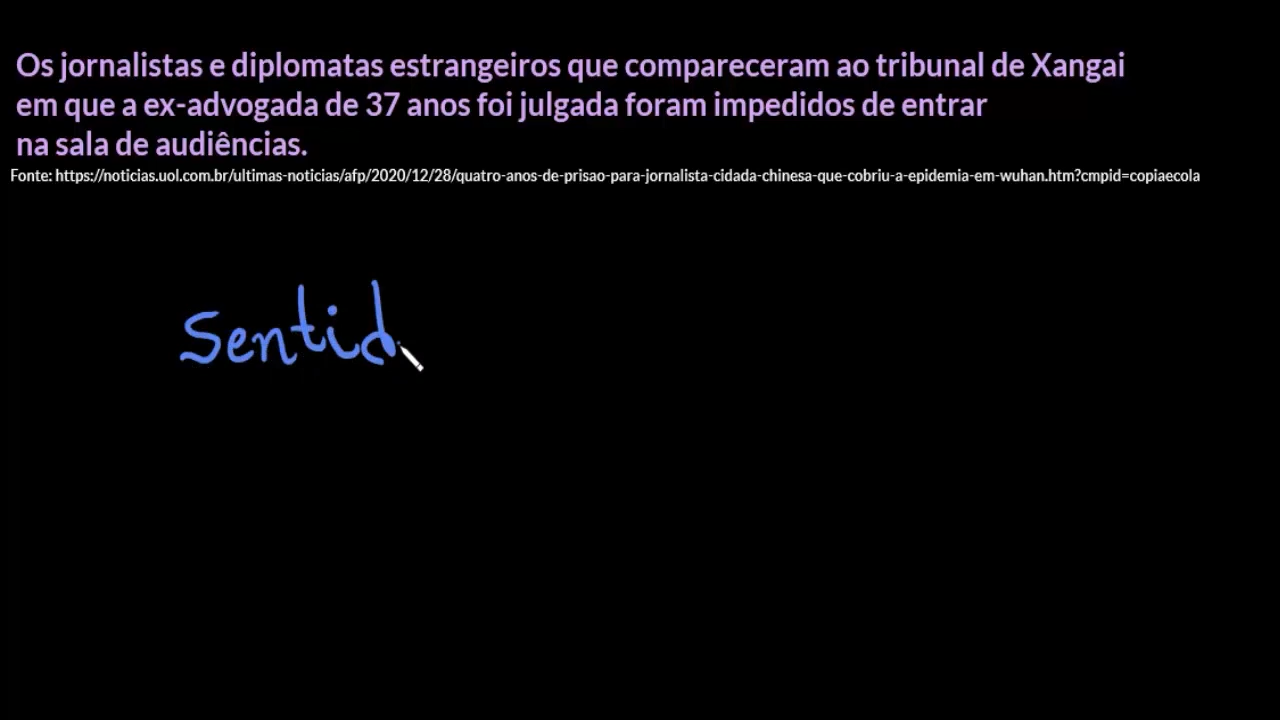 Os jornalistas e diplomatas estrangeiros que compareceram ao tribunal de Xangai
em que a ex-advogada de 37 anos foi julgada foram impedidos de entrar
na sala de audiências.
Fonte: https://noticias.uol.com.br/ultimas-noticias/afp/2020/12/28/quatro-anos-de-prisao-para-jornalista-cidada-chinesa-que-cobriu-a-epidemia-em-wuhan.htm?cmpid=copiaecola
Sentid